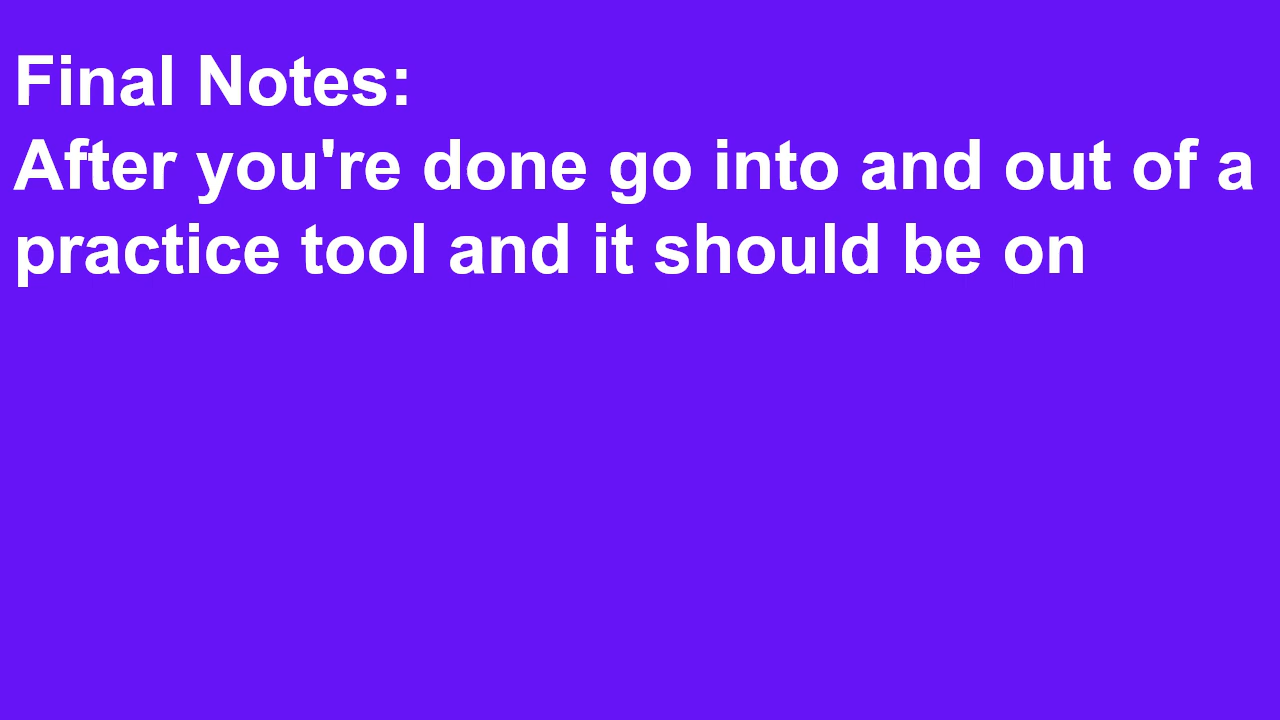 Final Notes:
After you're done go into and out of a
practice tool and it should be on